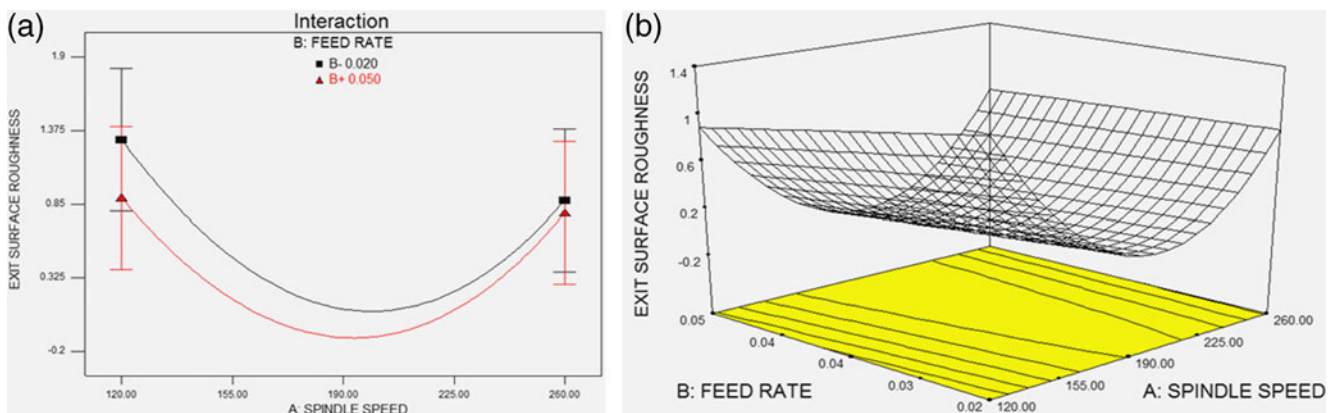 (a)
Interaction
B: FEED RATE
B- 0.020
B+ 0.050
EXIT SURFACE ROUGHNESS
1.9
1.375
0.85
0.325
-0.2
120.00 155.00 190.00 225.00 260.00
A: SPINDLE SPEED
(b)
EXIT SURFACE ROUGHNESS
1.4
1
0.6
0.2
-0.2
0.05 0.04 0.04 0.03 0.02
B: FEED RATE
120.00 155.00 190.00 225.00 260.00
A: SPINDLE SPEED